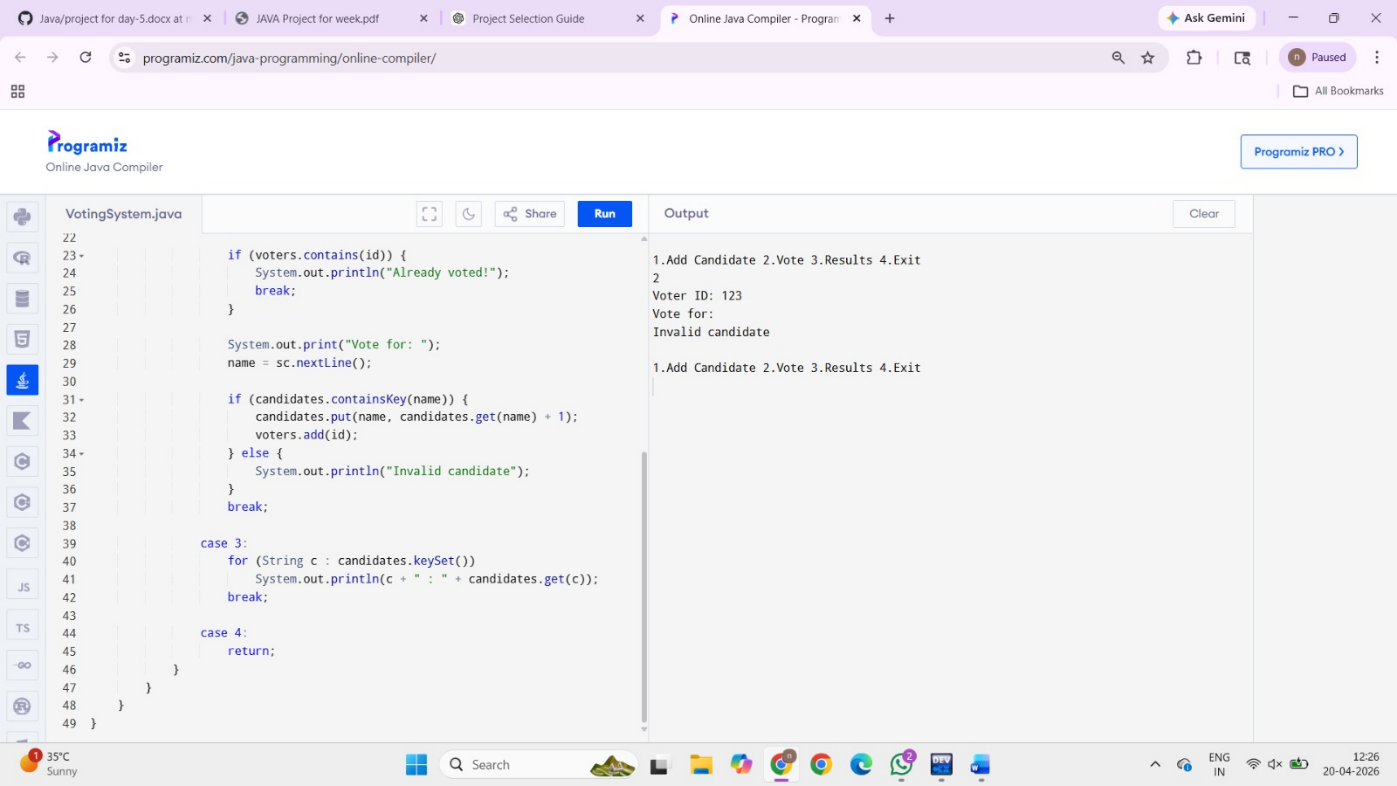 Java/project for day-5.docx at n
JAVA Project for week.pdf
Project Selection Guide
Online Java Compiler - Program
Ask Gemini
programiz.com/java-programming/online-compiler/
n
Paused
All Bookmarks
Programiz
Online Java Compiler
Programiz PRO >
VotingSystem.java
Share
Run
Output
Clear
22
23 if (voters.contains(id)) {
24 System.out.println("Already voted!");
25 break;
26 }
27
28 System.out.print("Vote for: ");
29 name = sc.nextLine();
30
31 if (candidates.containsKey(name)) {
32 candidates.put(name, candidates.get(name) + 1);
33 voters.add(id);
34 } else {
35 System.out.println("Invalid candidate");
36 }
37 break;
38
39 case 3:
40 for (String c : candidates.keySet())
41 System.out.println(c + " : " + candidates.get(c));
42 break;
43
44 case 4:
45 return;
46 }
47 }
48 }
49 }
1.Add Candidate 2.Vote 3.Results 4.Exit
2
Voter ID: 123
Vote for:
Invalid candidate
1.Add Candidate 2.Vote 3.Results 4.Exit
JS
TS
GO
1
35°C
Sunny
Search
n
2
DEV
ENG
IN
12:26
20-04-2026